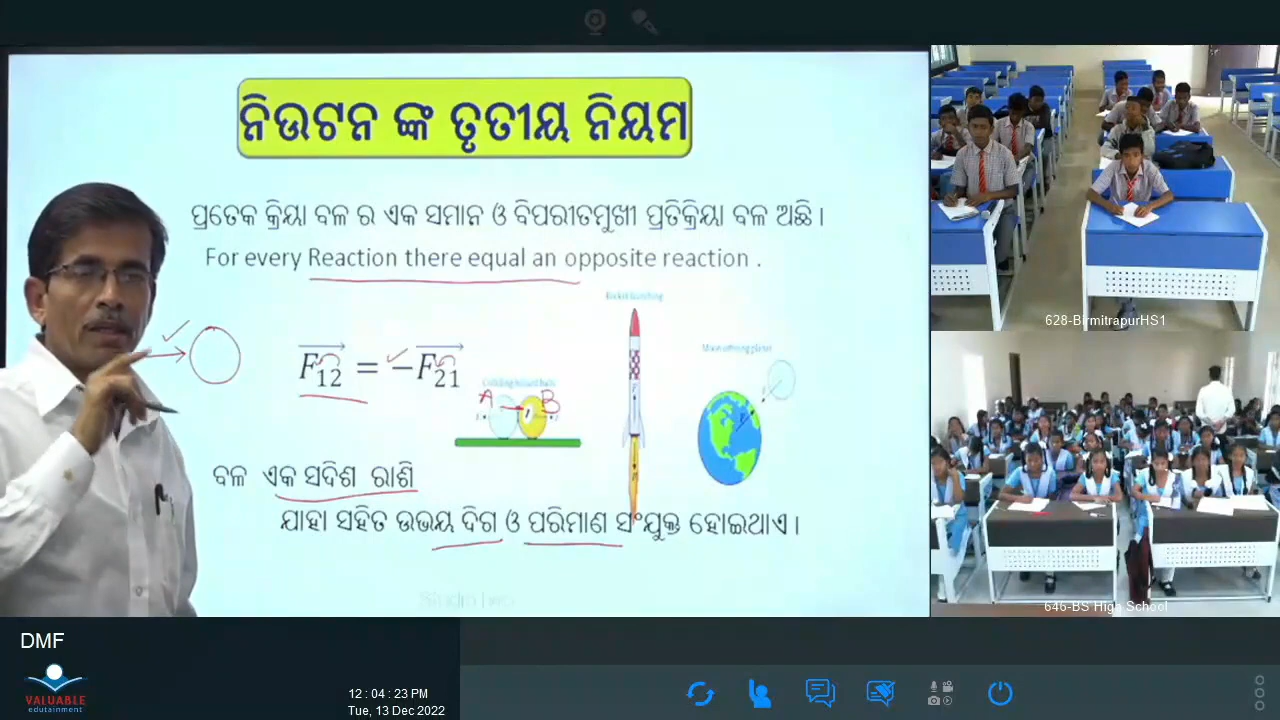 ନିଉଟନ ଙ୍କ ତୃତୀୟ ନିୟମ
ପ୍ରତେକ କ୍ରିୟା ବଳ ର ଏକ ସମାନ ଓ ବିପରୀତମୁଖୀ ପ୍ରତିକ୍ରିୟା ବଳ ଅଛି ।
For every Reaction there equal an opposite reaction .
F12 = −F21
A B
ବଳ ଏକ ସଦିଶ ରାଶି
ଯାହା ସହିତ ଉଭୟ ଦିଗ ଓ ପରିମାଣ ସଂଯୁକ୍ତ ହୋଇଥାଏ ।
628-BirmitrapurHS1
646-BS High School
DMF
VALUABLE
edutainment
12 : 04 : 23 PM
Tue, 13 Dec 2022